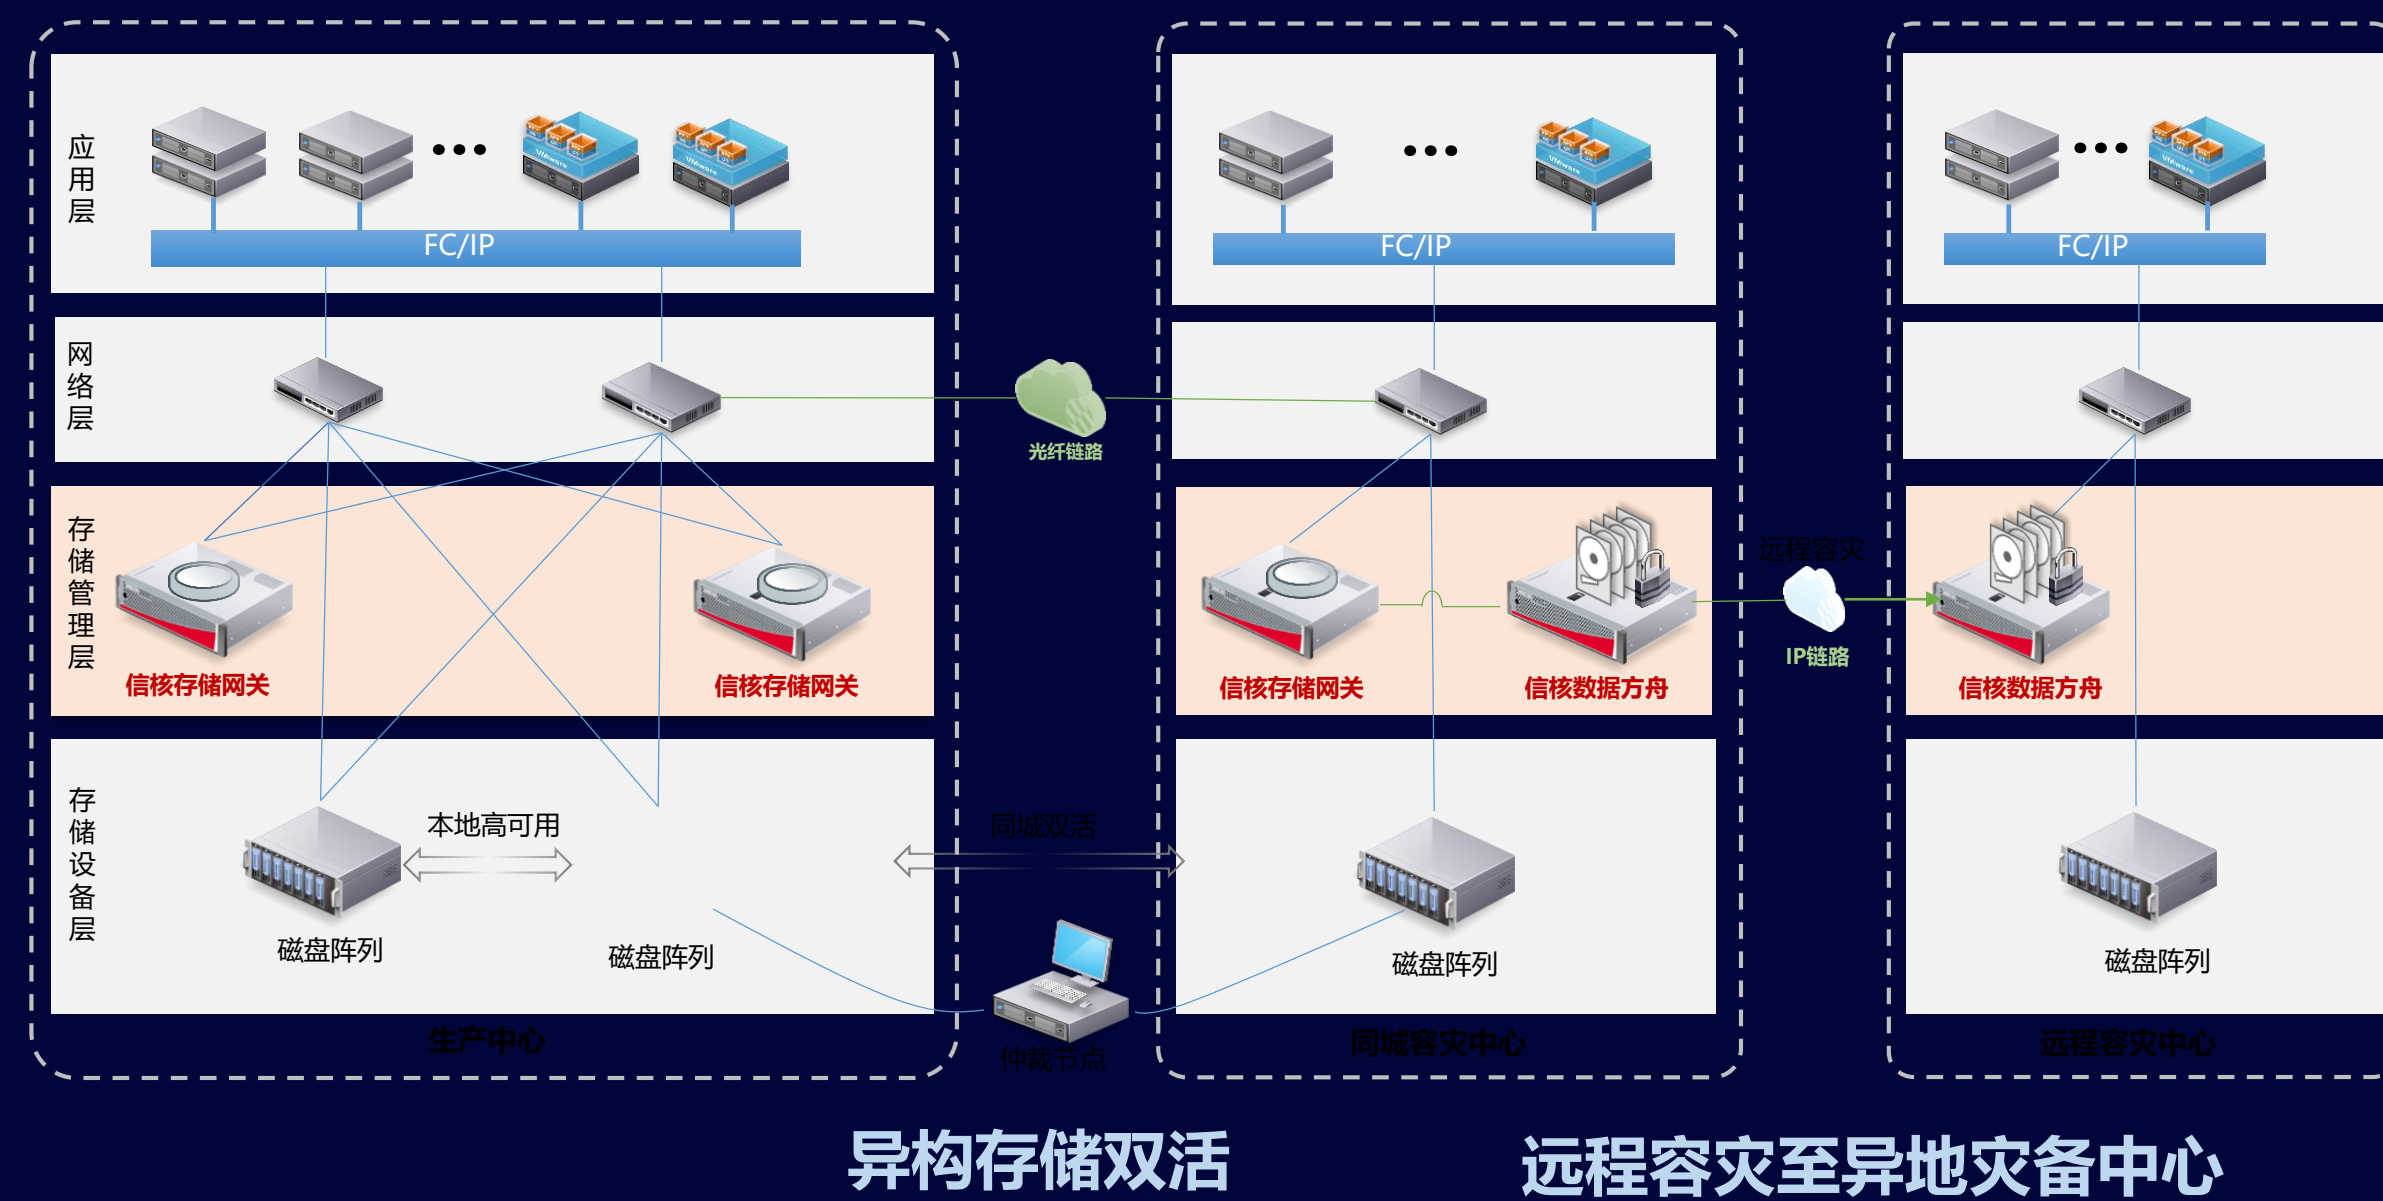 应用层
FC/IP
FC/IP
FC/IP
VMware
VMware
VMware
VMware
网络层
光纤链路
存储管理层
信核存储网关
信核存储网关
信核存储网关
信核数据方舟
远程容灾
IP链路
信核数据方舟
存储设备层
本地高可用
同城双活
磁盘阵列
磁盘阵列
磁盘阵列
磁盘阵列
生产中心
仲裁节点
同城容灾中心
远程容灾中心
异构存储双活
远程容灾至异地灾备中心